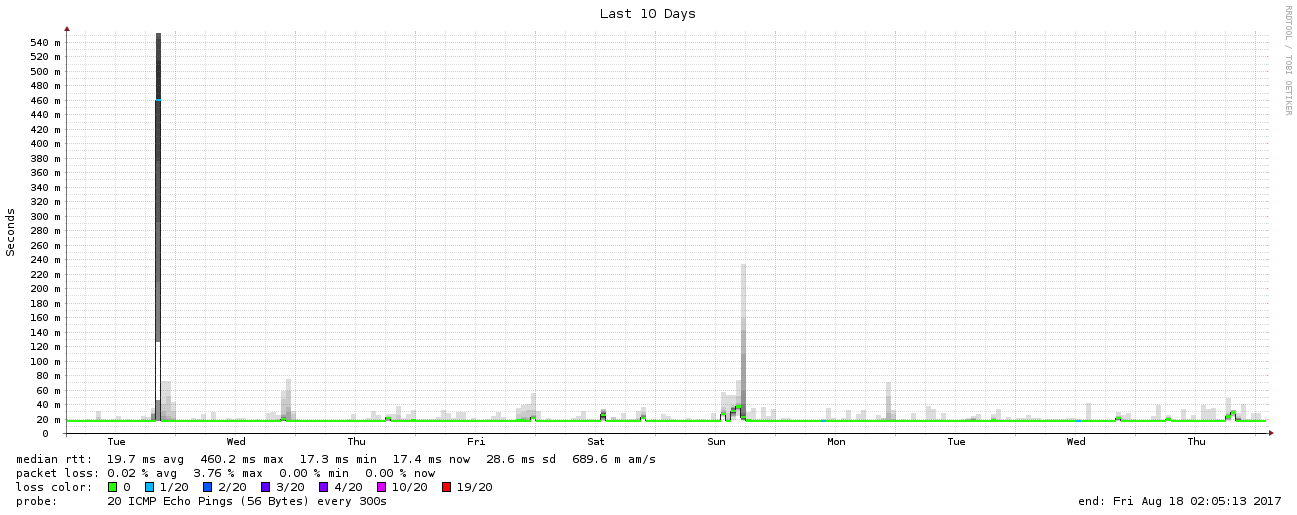 Last 10 Days
RRDTOOL / TOBI OETIKER
Seconds
540 m
520 m
500 m
480 m
460 m
440 m
420 m
400 m
380 m
360 m
340 m
320 m
300 m
280 m
260 m
240 m
220 m
200 m
180 m
160 m
140 m
120 m
100 m
80 m
60 m
40 m
20 m
0
Tue Wed Thu Fri Sat Sun Mon Tue Wed Thu
median rtt: 19.7 ms avg 460.2 ms max 17.3 ms min 17.4 ms now 28.6 ms sd 689.6 m am/s
packet loss: 0.02 % avg 3.76 % max 0.00 % min 0.00 % now
loss color: 0 1/20 2/20 3/20 4/20 10/20 19/20
probe: 20 ICMP Echo Pings (56 Bytes) every 300s end: Fri Aug 18 02:05:13 2017